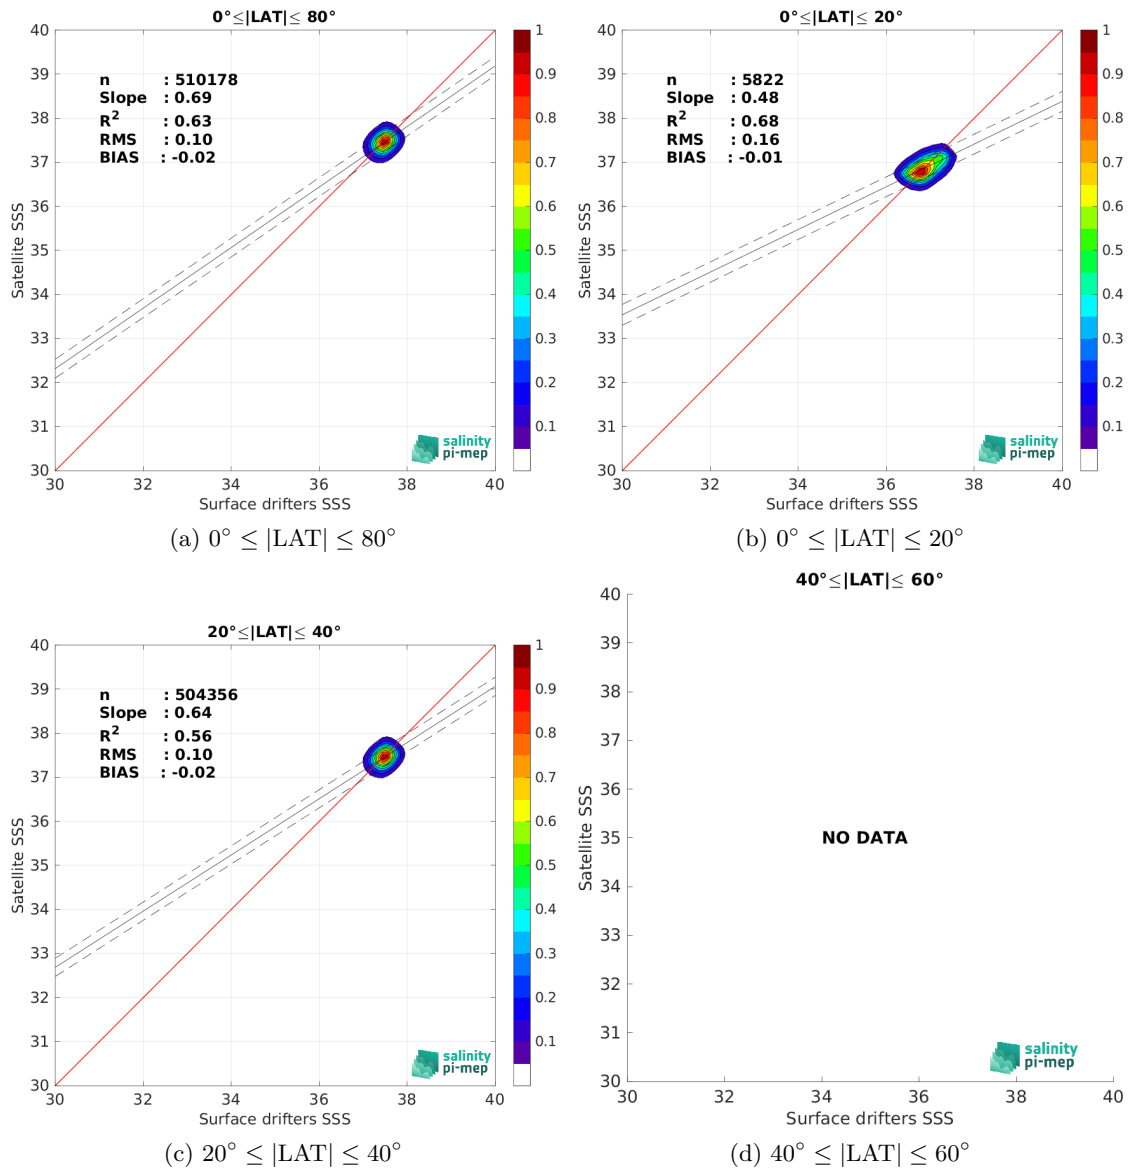 0°≤|LAT|≤ 80°
40
39
38
37
36
35
34
33
32
31
30
Satellite SSS
n : 510178
Slope : 0.69
R² : 0.63
RMS : 0.10
BIAS : -0.02
salinity
pi-mep
30 32 34 36 38 40
Surface drifters SSS
1
0.9
0.8
0.7
0.6
0.5
0.4
0.3
0.2
0.1
(a) 0° ≤ |LAT| ≤ 80°
0°≤|LAT|≤ 20°
40
39
38
37
36
35
34
33
32
31
30
Satellite SSS
n : 5822
Slope : 0.48
R² : 0.68
RMS : 0.16
BIAS : -0.01
salinity
pi-mep
30 32 34 36 38 40
Surface drifters SSS
1
0.9
0.8
0.7
0.6
0.5
0.4
0.3
0.2
0.1
(b) 0° ≤ |LAT| ≤ 20°
20°≤|LAT|≤ 40°
40
39
38
37
36
35
34
33
32
31
30
Satellite SSS
n : 504356
Slope : 0.64
R² : 0.56
RMS : 0.10
BIAS : -0.02
salinity
pi-mep
30 32 34 36 38 40
Surface drifters SSS
1
0.9
0.8
0.7
0.6
0.5
0.4
0.3
0.2
0.1
(c) 20° ≤ |LAT| ≤ 40°
40°≤|LAT|≤ 60°
40
39
38
37
36
35
34
33
32
31
30
Satellite SSS
NO DATA
salinity
pi-mep
30 32 34 36 38 40
Surface drifters SSS
(d) 40° ≤ |LAT| ≤ 60°